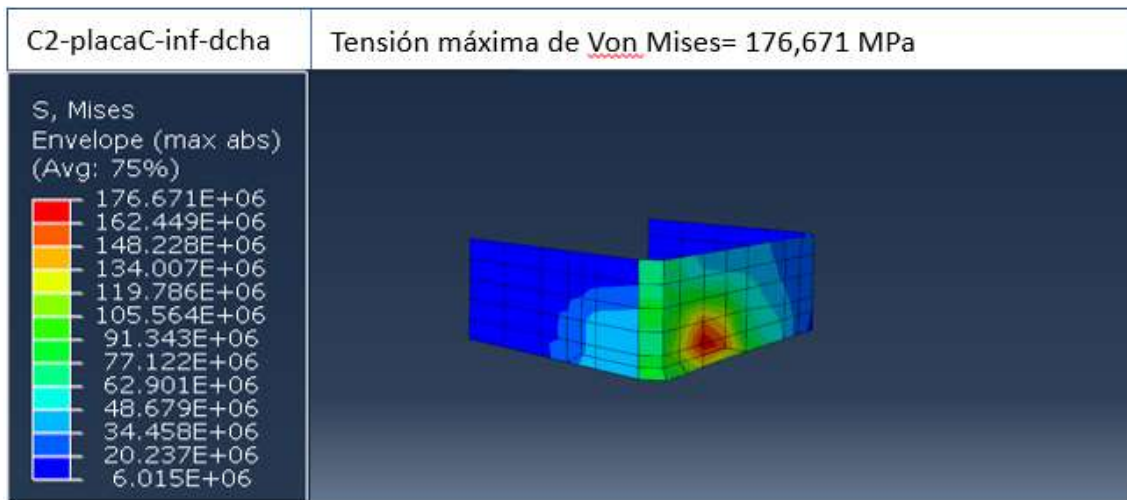 C2-placaC-inf-dcha
Tensión máxima de Von Mises= 176,671 MPa
S, Mises
Envelope (max abs)
(Avg: 75%)
176.671E+06
162.449E+06
148.228E+06
134.007E+06
119.786E+06
105.564E+06
91.343E+06
77.122E+06
62.901E+06
48.679E+06
34.458E+06
20.237E+06
6.015E+06